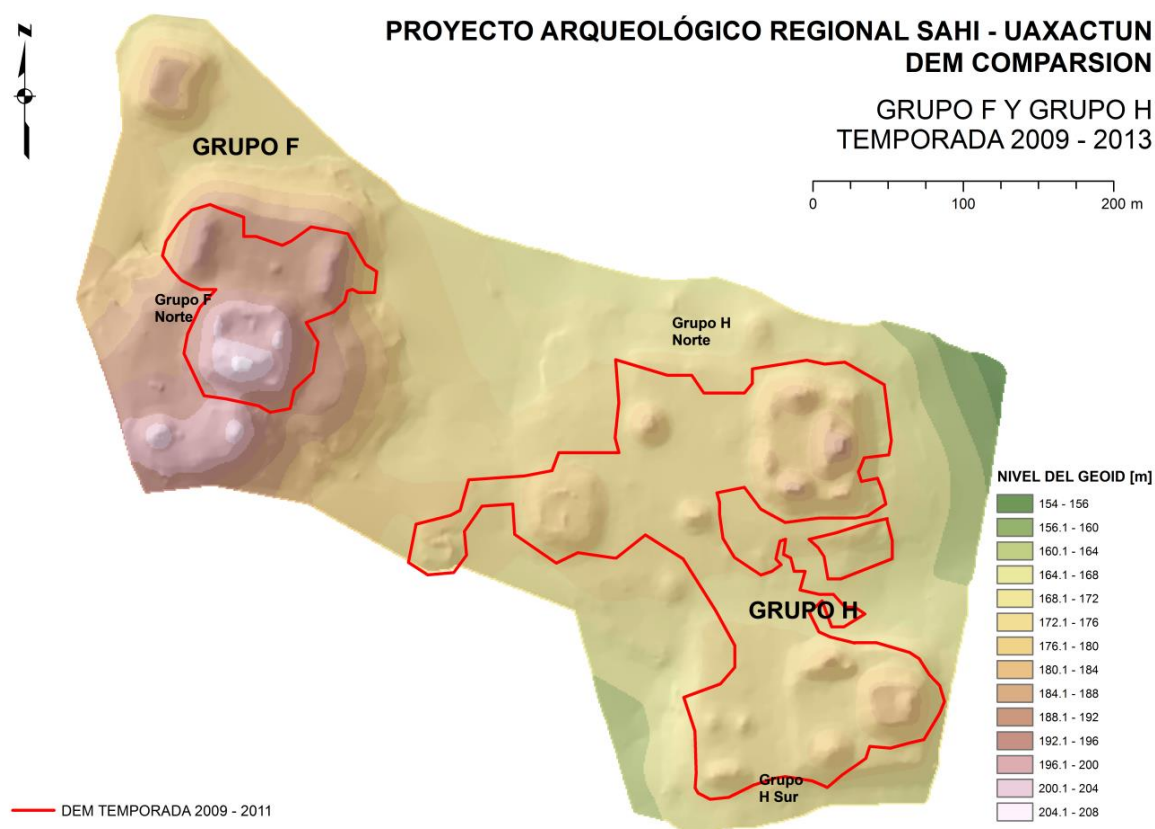 PROYECTO ARQUEOLÓGICO REGIONAL SAHI - UAXACTUN
DEM COMPARSION
GRUPO F Y GRUPO H
TEMPORADA 2009 - 2013
0 100 200 m
N
GRUPO F
Grupo F
Norte
Grupo H
Norte
GRUPO H
Grupo
H Sur
NIVEL DEL GEOID [m]
154 - 156
156.1 - 160
160.1 - 164
164.1 - 168
168.1 - 172
172.1 - 176
176.1 - 180
180.1 - 184
184.1 - 188
188.1 - 192
192.1 - 196
196.1 - 200
200.1 - 204
204.1 - 208
DEM TEMPORADA 2009 - 2011